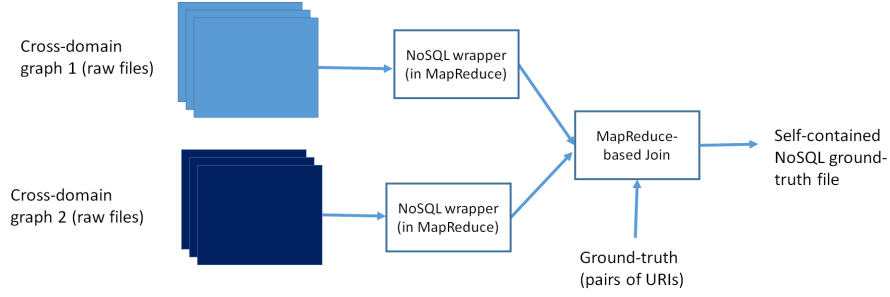 Cross-domain
graph 1 (raw files)
NoSQL wrapper
(in MapReduce)
MapReduce-
based Join
Self-contained
NoSQL ground-
truth file
Cross-domain
graph 2 (raw files)
NoSQL wrapper
(in MapReduce)
Ground-truth
(pairs of URIs)